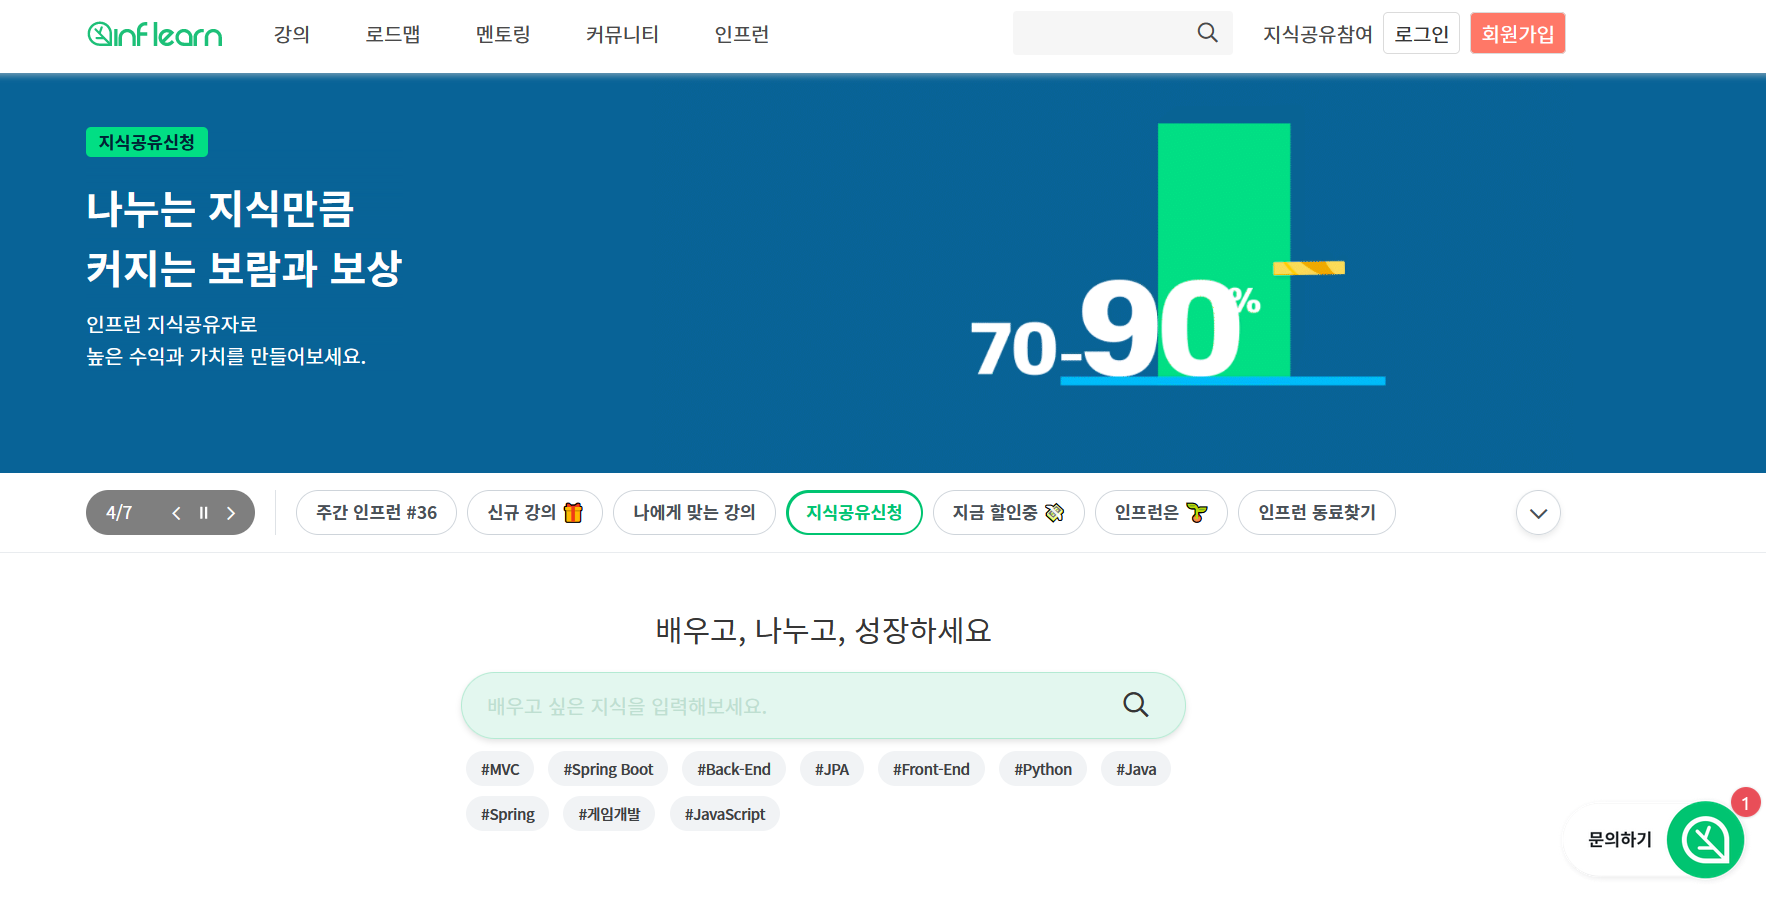 inflearn 강의 로드맵 멘토링 커뮤니티 인프런 지식공유참여 로그인 회원가입
지식공유신청
나누는 지식만큼
커지는 보람과 보상
인프런 지식공유자로
높은 수익과 가치를 만들어보세요.
70-90%
4/7 주간 인프런 #36 신규 강의 🎁 나에게 맞는 강의 지식공유신청 지금 할인중 💸 인프런은 🌱 인프런 동료찾기
배우고, 나누고, 성장하세요
배우고 싶은 지식을 입력해보세요.
#MVC #Spring Boot #Back-End #JPA #Front-End #Python #Java
#Spring #게임개발 #JavaScript
1
문의하기